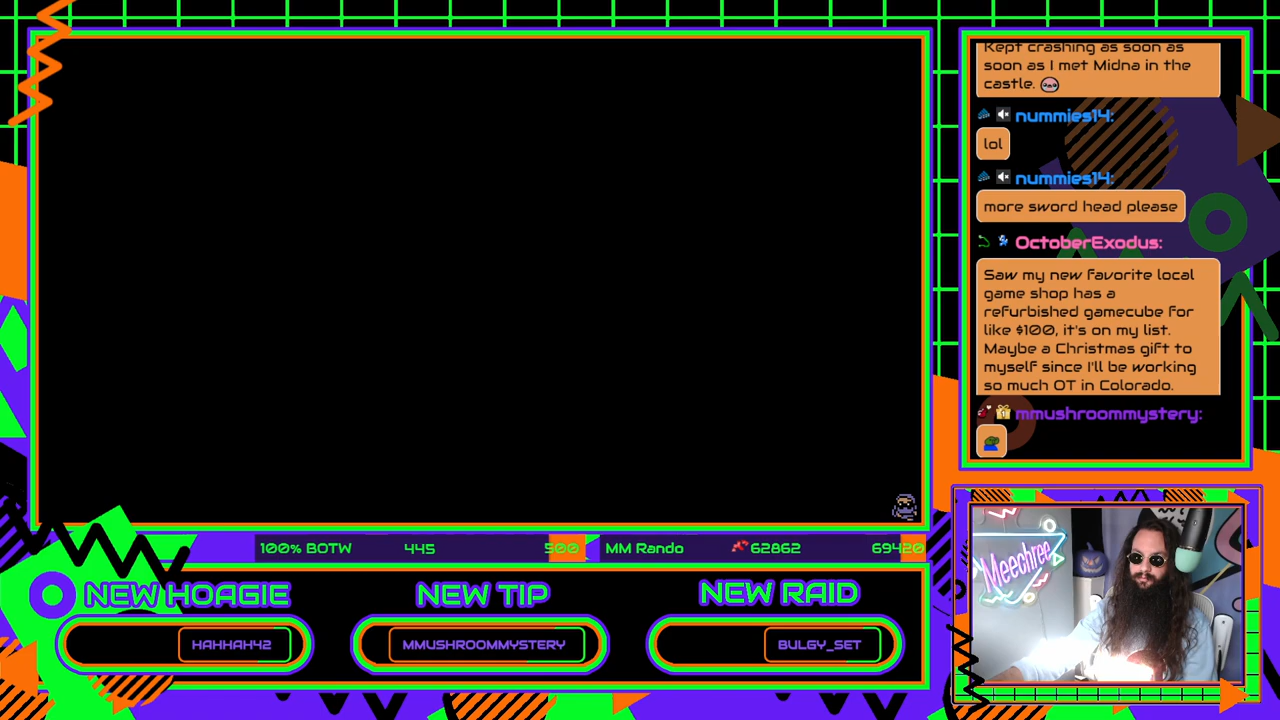 Kept crashing as soon as
soon as I met Midna in the
castle.
nummies14:
lol
nummies14:
more sword head please
OctoberExodus:
Saw my new favorite local
game shop has a
refurbished gamecube for
like $100, it's on my list.
Maybe a Christmas gift to
myself since I'll be working
so much OT in Colorado.
mmushroommystery:
100% BOTW 445 500 MM Rando 62862 69420
NEW HOAGIE NEW TIP NEW RAID
HAHHAH42 MMUSHROOMMYSTERY BULGY_SET
Meechree